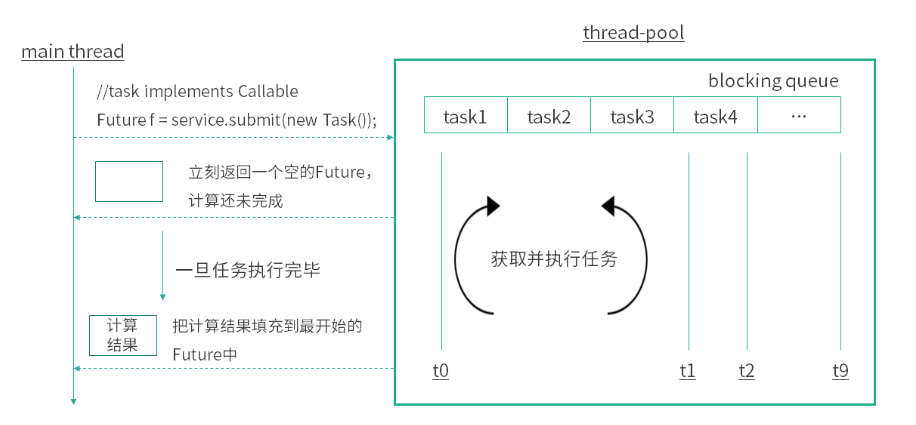 thread-pool
main thread
//task implements Callable
Future f = service.submit(new Task());
立刻返回一个空的Future，
计算还未完成
一旦任务执行完毕
计算
结果
把计算结果填充到最开始的
Future中
blocking queue
task1 task2 task3 task4 ···
获取并执行任务
t0 t1 t2 t9